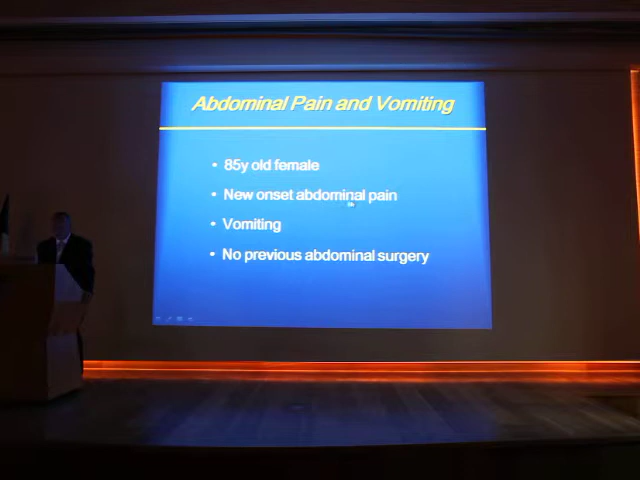 Abdominal Pain and Vomiting
• 85y old female
• New onset abdominal pain
• Vomiting
• No previous abdominal surgery